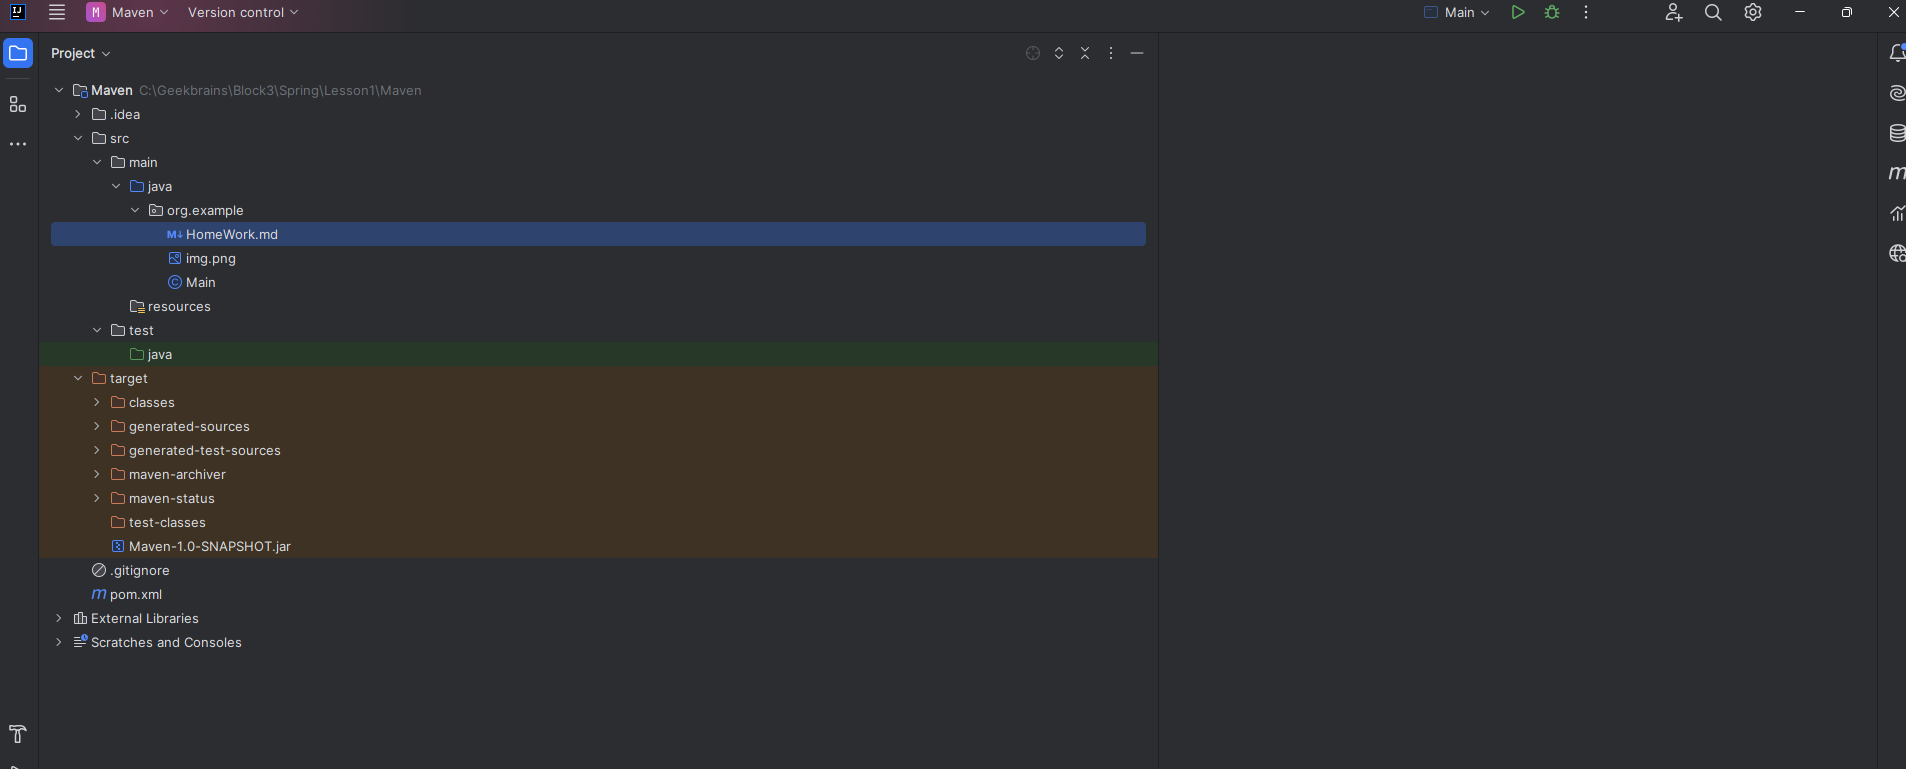 IJ
M Maven Version control Main
Project
Maven C:\Geekbrains\Block3\Spring\Lesson1\Maven
.idea
src
main
java
org.example
M↓ HomeWork.md
img.png
C Main
resources
test
java
target
classes
generated-sources
generated-test-sources
maven-archiver
maven-status
test-classes
Maven-1.0-SNAPSHOT.jar
.gitignore
m pom.xml
External Libraries
Scratches and Consoles
m